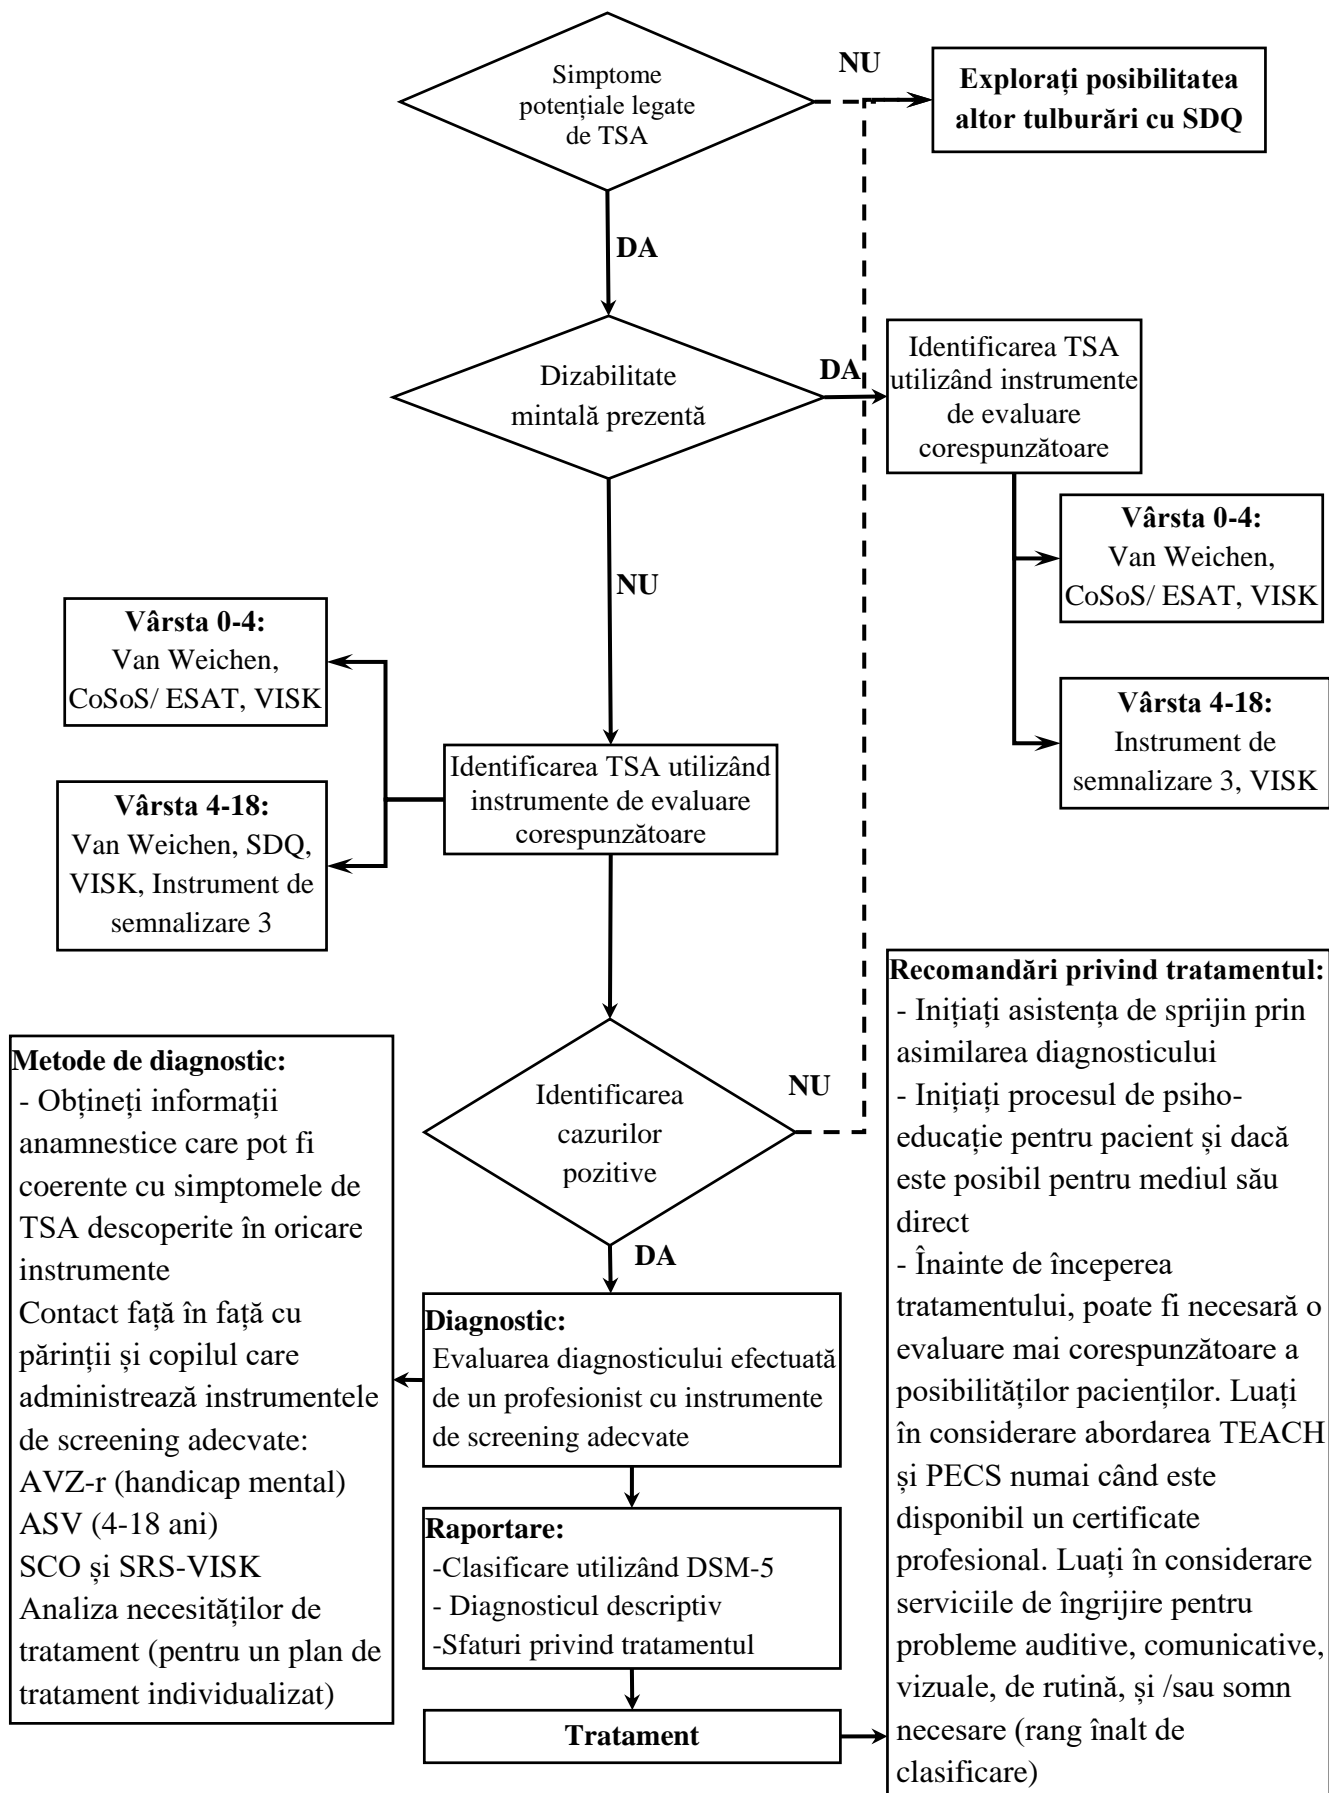 Simptome
potențiale legate
de TSA
NU
Explorați posibilitatea
altor tulburări cu SDQ
DA
Dizabilitate
mintală prezentă
DA
Identificarea TSA
utilizând instrumente
de evaluare
corespunzătoare
Vârsta 0-4:
Van Weichen,
CoSoS/ ESAT, VISK
Vârsta 4-18:
Instrument de
semnalizare 3, VISK
NU
Vârsta 0-4:
Van Weichen,
CoSoS/ ESAT, VISK
Vârsta 4-18:
Van Weichen, SDQ,
VISK, Instrument de
semnalizare 3
Identificarea TSA utilizând
instrumente de evaluare
corespunzătoare
Identificarea
cazurilor
pozitive
NU
DA
Metode de diagnostic:
- Obțineți informații
anamnestice care pot fi
coerente cu simptomele de
TSA descoperite în oricare
instrumente
Contact față în față cu
părinții și copilul care
administrează instrumentele
de screening adecvate:
AVZ-r (handicap mental)
ASV (4-18 ani)
SCO și SRS-VISK
Analiza necesităților de
tratament (pentru un plan de
tratament individualizat)
Diagnostic:
Evaluarea diagnosticului efectuată
de un profesionist cu instrumente
de screening adecvate
Raportare:
-Clasificare utilizând DSM-5
- Diagnosticul descriptiv
-Sfaturi privind tratamentul
Tratament
Recomandări privind tratamentul:
- Inițiați asistența de sprijin prin
asimilarea diagnosticului
- Inițiați procesul de psiho-
educație pentru pacient și dacă
este posibil pentru mediul său
direct
- Înainte de începerea
tratamentului, poate fi necesară o
evaluare mai corespunzătoare a
posibilităților pacienților. Luați
în considerare abordarea TEACH
și PECS numai când este
disponibil un certificate
profesional. Luați în considerare
serviciile de îngrijire pentru
probleme auditive, comunicative,
vizuale, de rutină, și /sau somn
necesare (rang înalt de
clasificare)